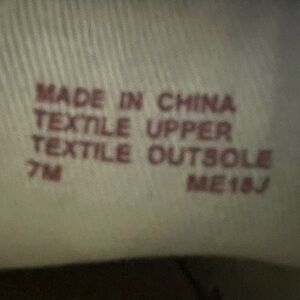 MADE IN CHINA
TEXTILE UPPER
TEXTILE OUTSOLE
7M ME18J